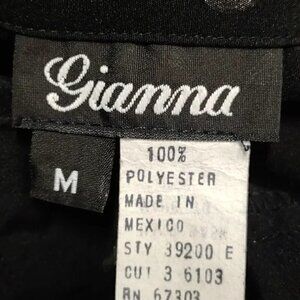 Gianna
M
100%
POLYESTER
MADE IN
MEXICO
STY 39200 E
CUT 3 6103
RN 67303